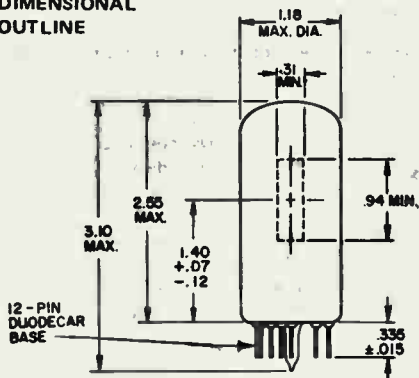 DIMENSIONAL
OUTLINE
1.18
MAX. DIA.
.31
MIN.
.94 MIN.
2.55
MAX.
3.10
MAX.
1.40
+.07
-.12
12-PIN
DUODECAR
BASE
.335
±.015